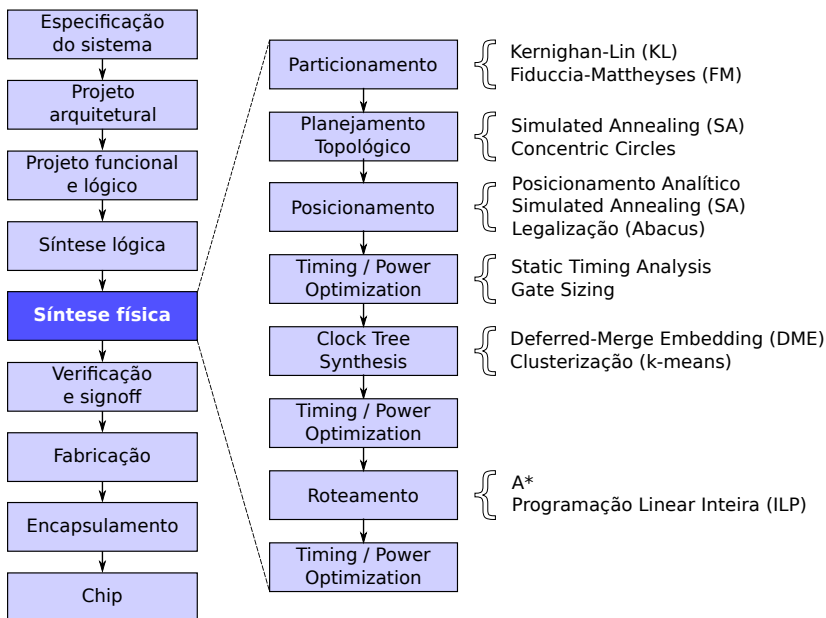 Especificação
do sistema
Projeto
arquitetural
Projeto funcional
e lógico
Síntese lógica
Síntese física
Verificação
e signoff
Fabricação
Encapsulamento
Chip
Particionamento
Kernighan-Lin (KL)
Fiduccia-Mattheyses (FM)
Planejamento
Topológico
Simulated Annealing (SA)
Concentric Circles
Posicionamento
Posicionamento Analítico
Simulated Annealing (SA)
Legalização (Abacus)
Timing / Power
Optimization
Static Timing Analysis
Gate Sizing
Clock Tree
Synthesis
Deferred-Merge Embedding (DME)
Clusterização (k-means)
Timing / Power
Optimization
Roteamento
A*
Programação Linear Inteira (ILP)
Timing / Power
Optimization